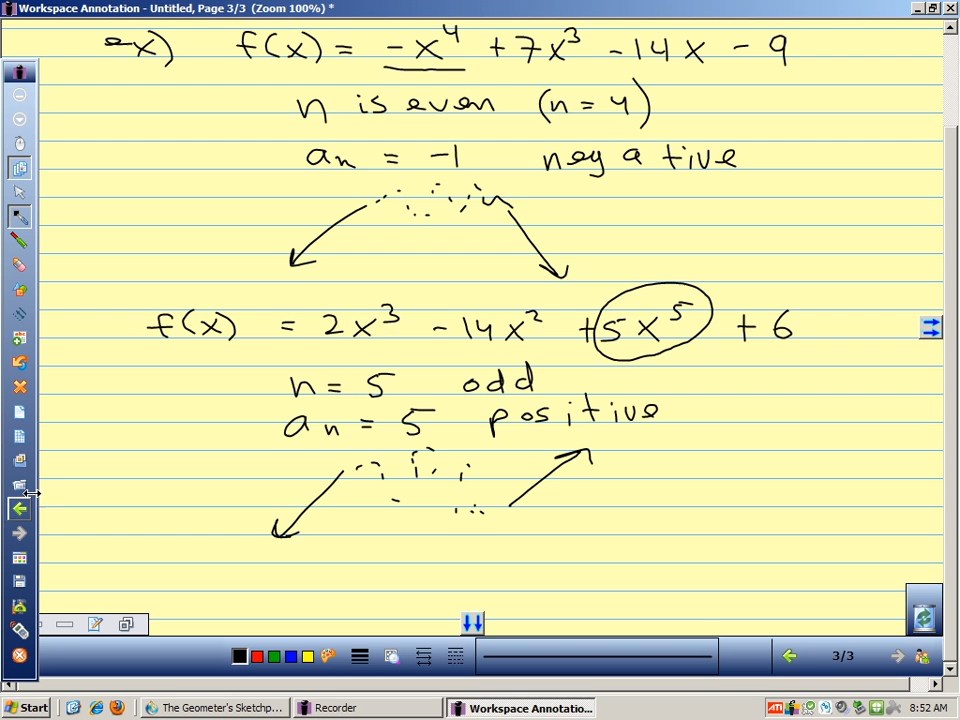 Workspace Annotation - Untitled, Page 3/3 (Zoom 100%) *
ex) f(x) = -x⁴ + 7x³ - 14x - 9
n is even (n = 4)
aₙ = -1 negative
f(x) = 2x³ - 14x² + 5x⁵ + 6
n = 5 odd
aₙ = 5 positive
3/3
Start
The Geometer's Sketchp...
Recorder
Workspace Annotatio...
ATI
8:52 AM